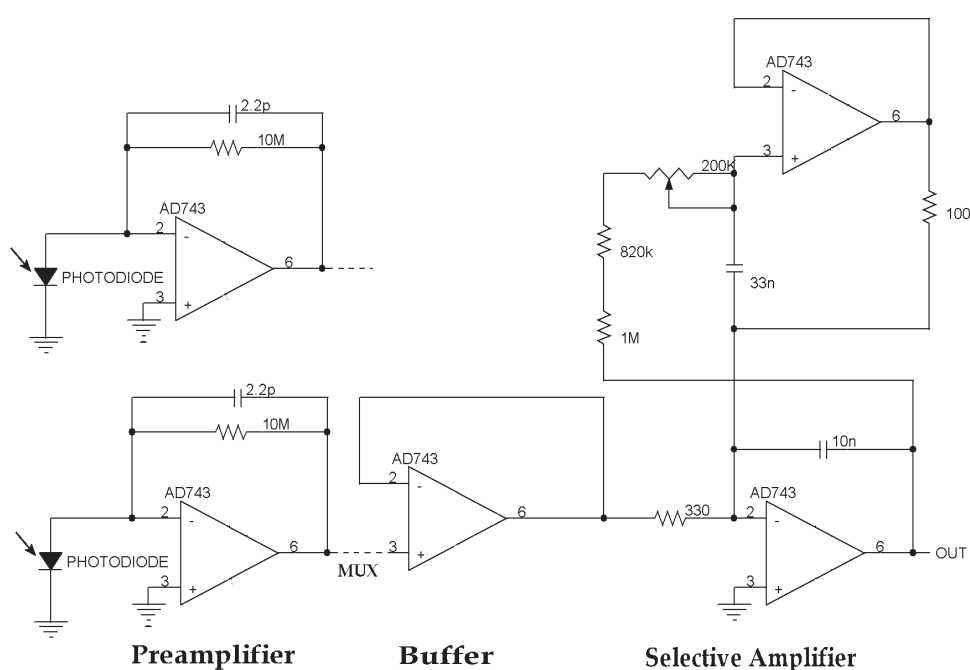 AD743
2
6
3
-
+
200K
100
820k
33n
1M
2.2p
10M
AD743
2
6
3
-
+
PHOTODIODE
2.2p
10M
AD743
2
6
3
-
+
PHOTODIODE
MUX
AD743
2
6
3
-
+
330
10n
AD743
2
6
3
-
+
OUT
Preamplifier
Buffer
Selective Amplifier